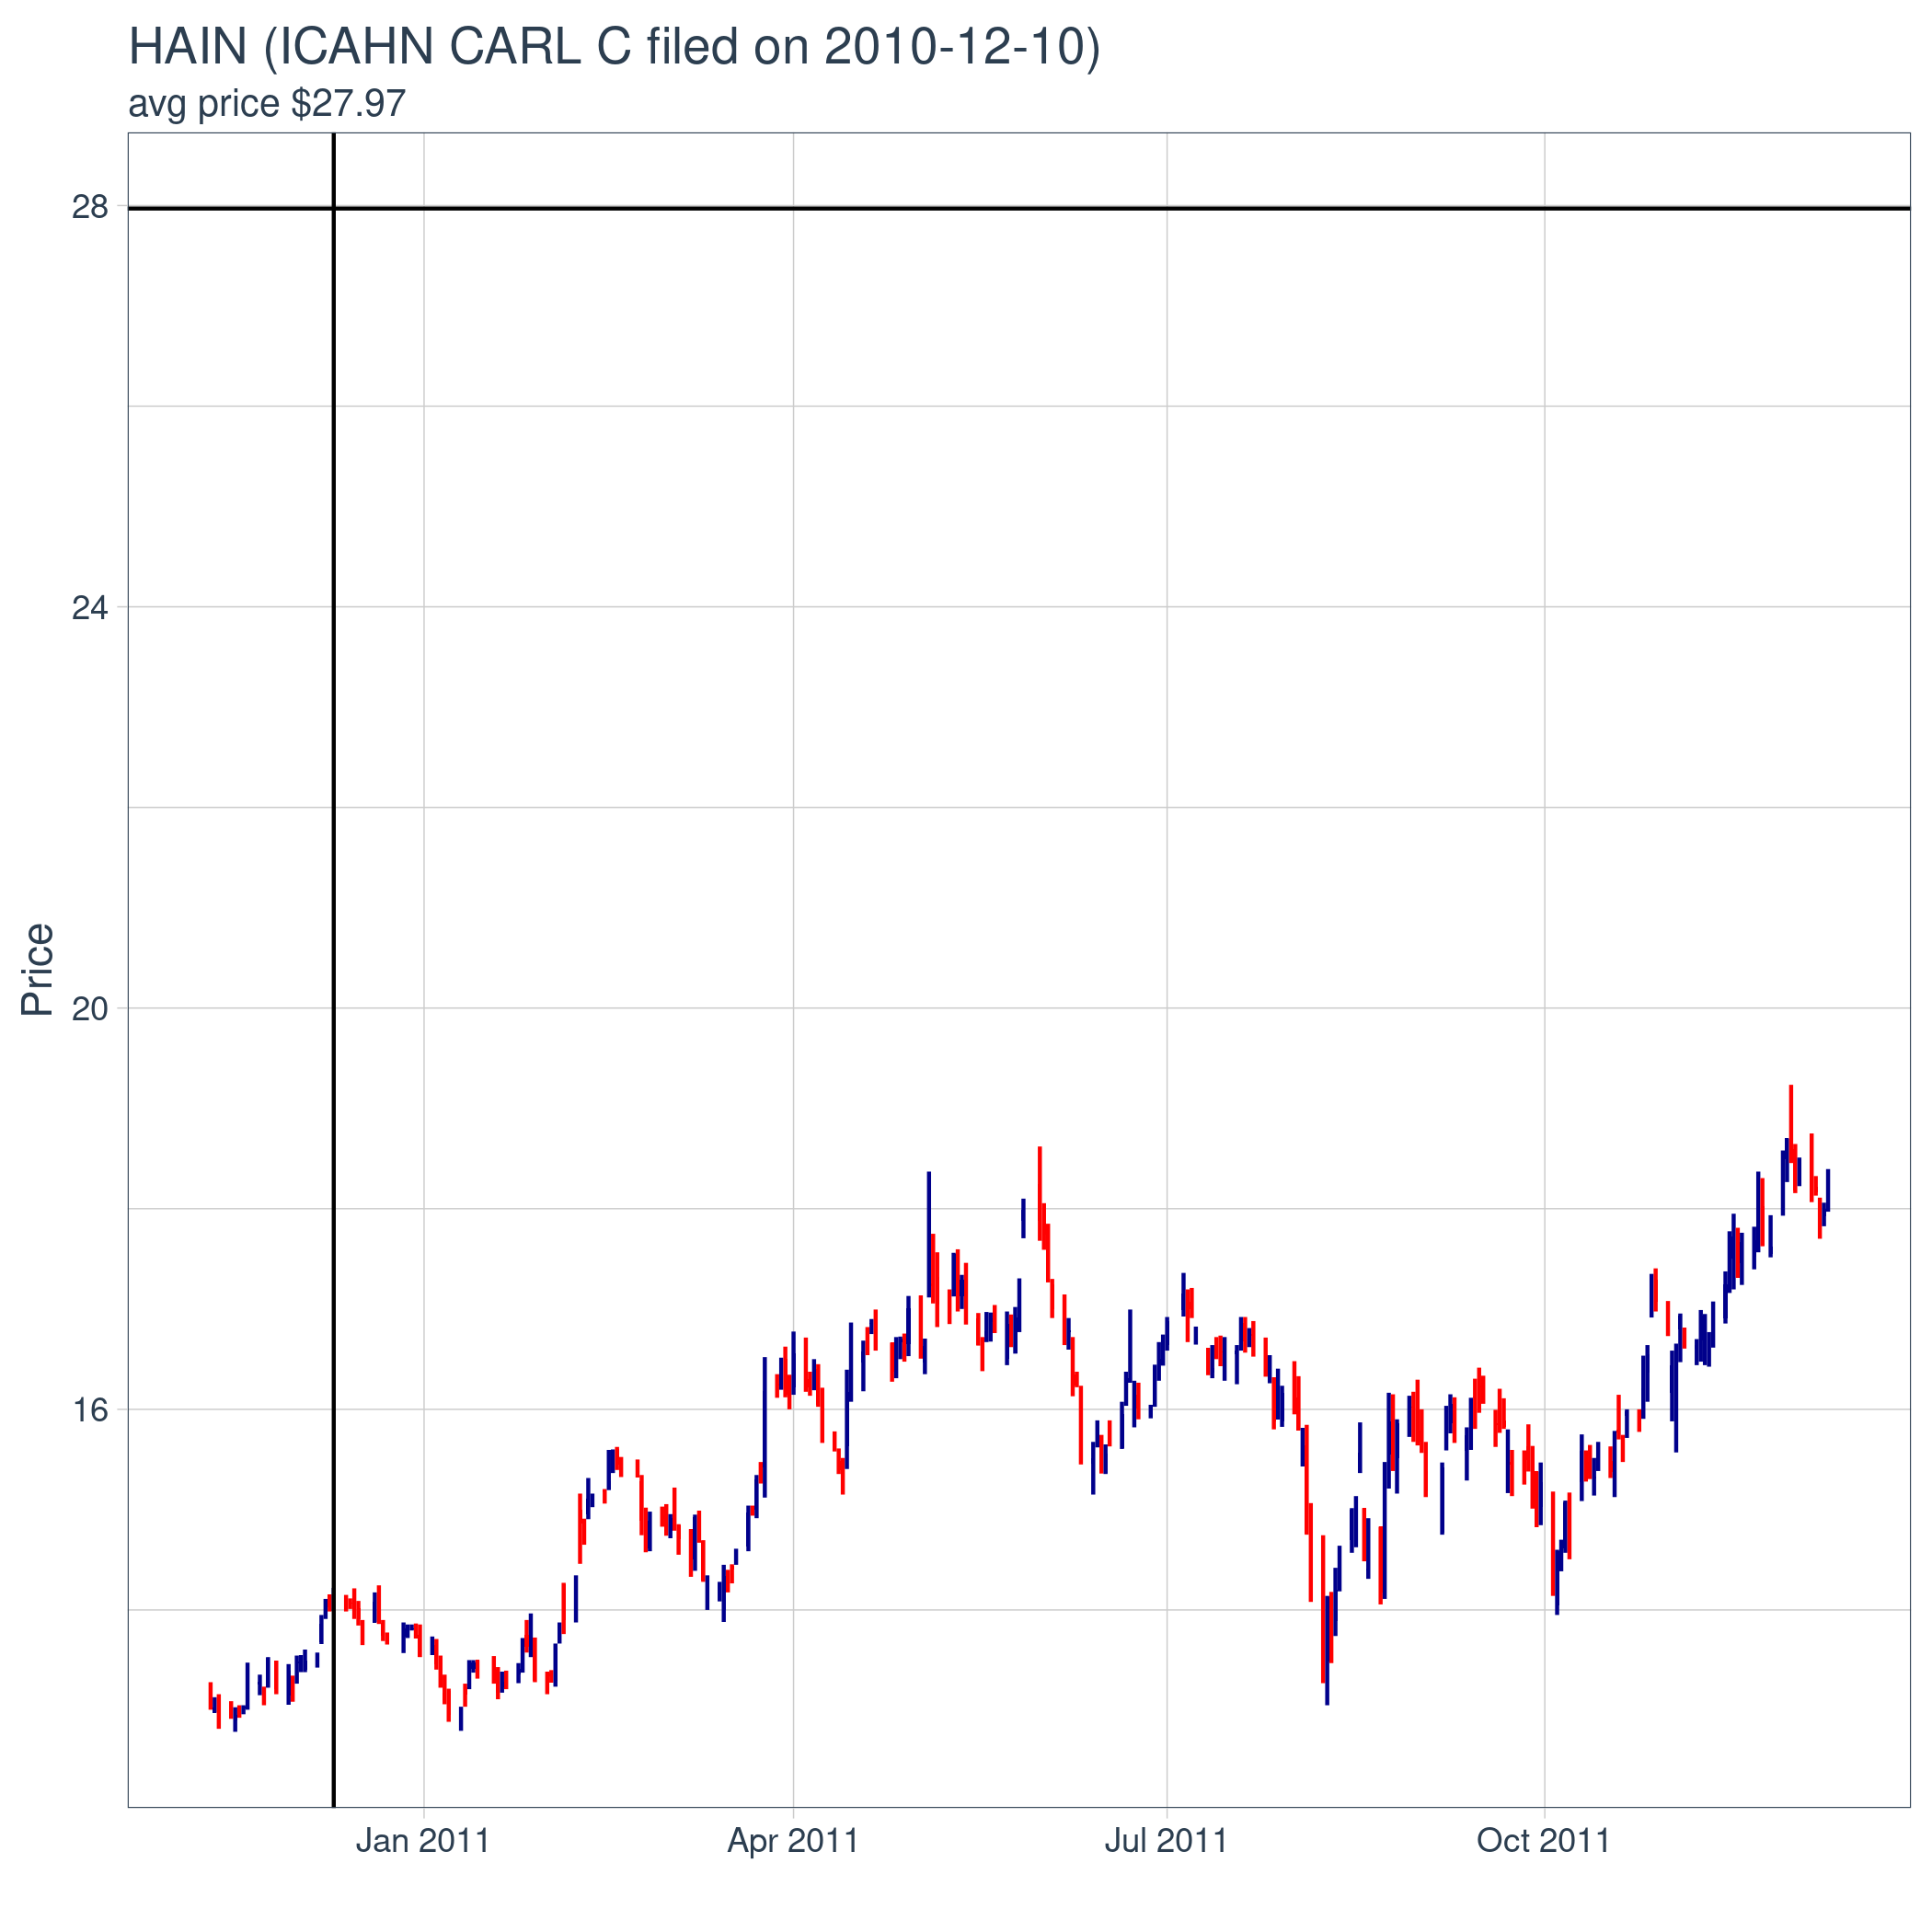 HAIN (ICAHN CARL C filed on 2010-12-10)
avg price $27.97
28
24
20
16
Price
Jan 2011 Apr 2011 Jul 2011 Oct 2011